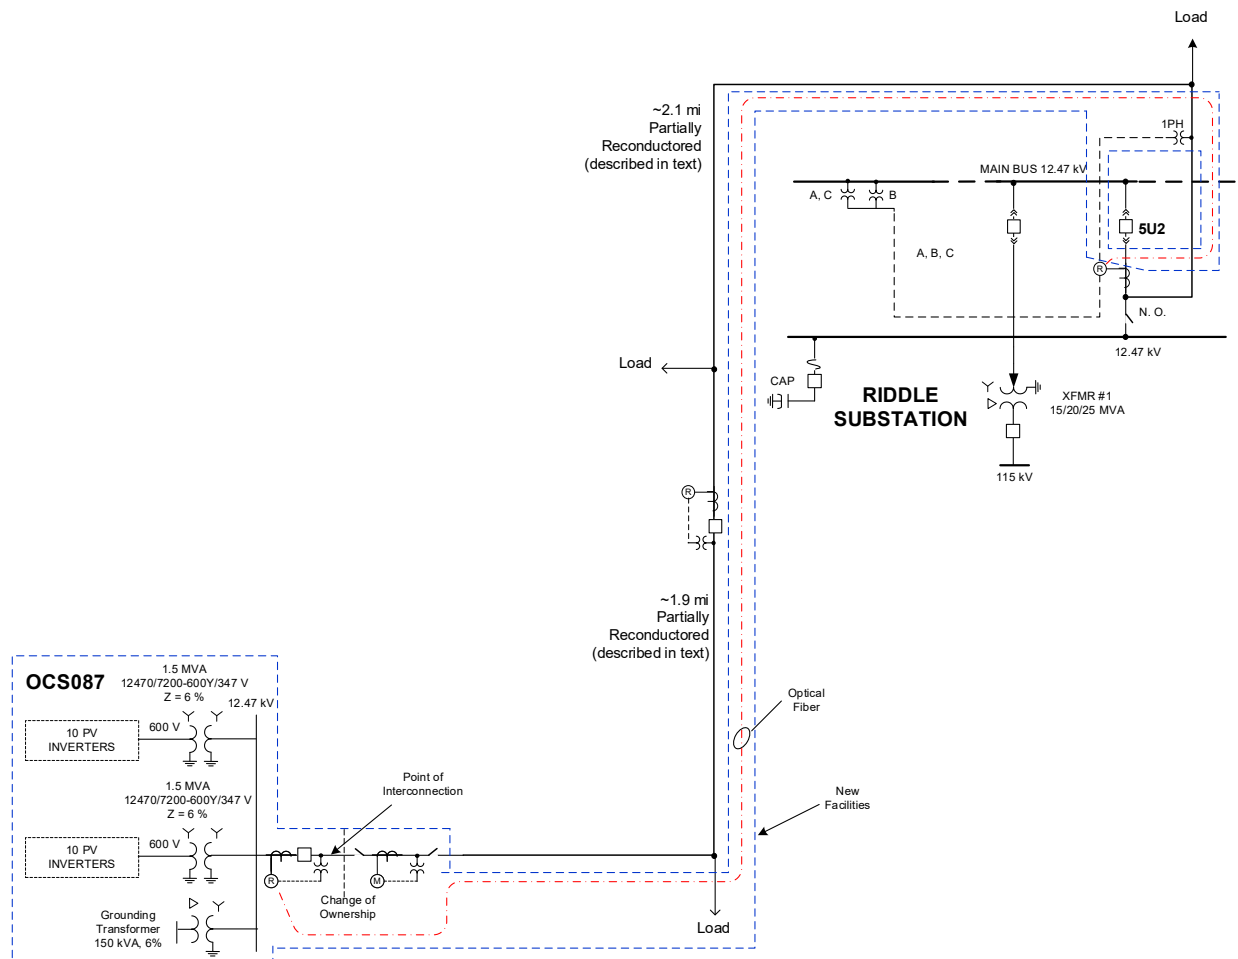 Load
~2.1 mi
Partially
Reconductored
(described in text)
1PH
MAIN BUS 12.47 kV
A, C
B
5U2
A, B, C
R
N. O.
12.47 kV
Load
CAP
RIDDLE
SUBSTATION
XFMR #1
15/20/25 MVA
115 kV
R
~1.9 mi
Partially
Reconductored
(described in text)
OCS087
1.5 MVA
12470/7200-600Y/347 V
Z = 6 %
12.47 kV
10 PV
INVERTERS
600 V
Optical
Fiber
1.5 MVA
12470/7200-600Y/347 V
Z = 6 %
Point of
Interconnection
New
Facilities
10 PV
INVERTERS
600 V
R
M
Change of
Ownership
Grounding
Transformer
150 kVA, 6%
Load